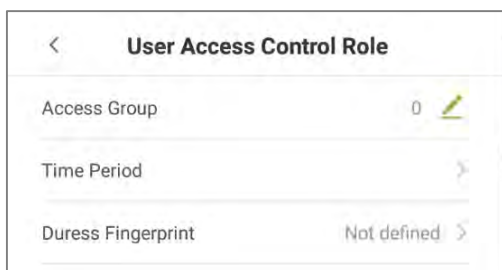 User Access Control Role
Access Group 0
Time Period
Duress Fingerprint Not defined